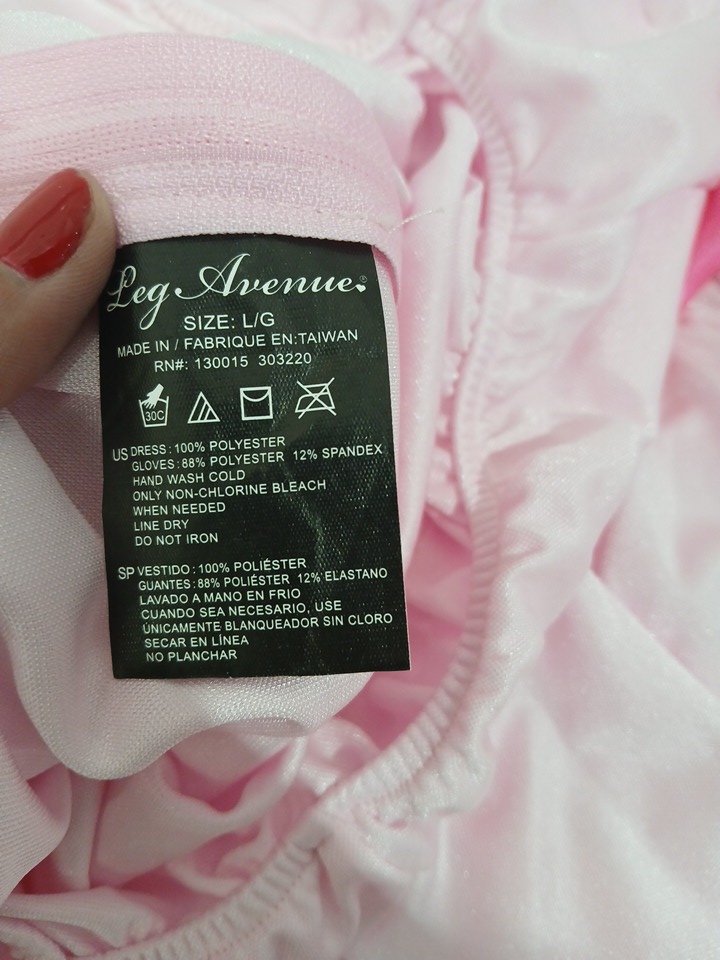 Leg Avenue®
SIZE: L/G
MADE IN / FABRIQUE EN:TAIWAN
RN#: 130015 303220
30C
US DRESS: 100% POLYESTER
GLOVES: 88% POLYESTER 12% SPANDEX
HAND WASH COLD
ONLY NON-CHLORINE BLEACH
WHEN NEEDED
LINE DRY
DO NOT IRON
SP VESTIDO: 100% POLIÉSTER
GUANTES: 88% POLIÉSTER 12% ELASTANO
LAVADO A MANO EN FRIO
CUANDO SEA NECESARIO, USE
ÚNICAMENTE BLANQUEADOR SIN CLORO
SECAR EN LÍNEA
NO PLANCHAR